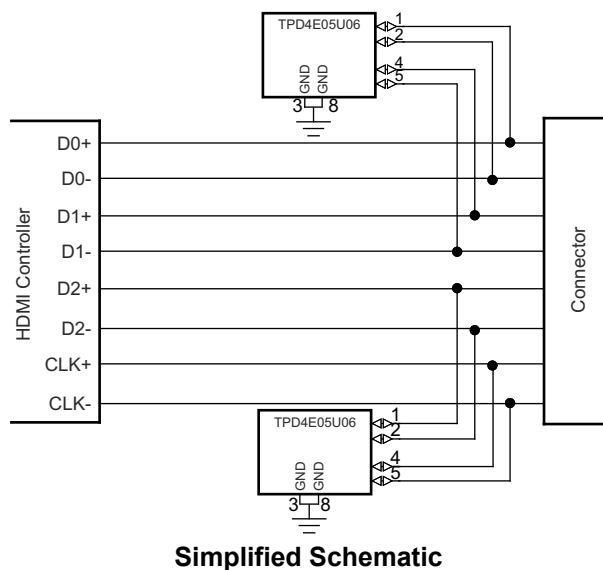 TPD4E05U06
1
2
4
5
GND
GND
3
8
HDMI Controller
D0+
D0-
D1+
D1-
D2+
D2-
CLK+
CLK-
Connector
TPD4E05U06
1
2
4
5
GND
GND
3
8
Simplified Schematic